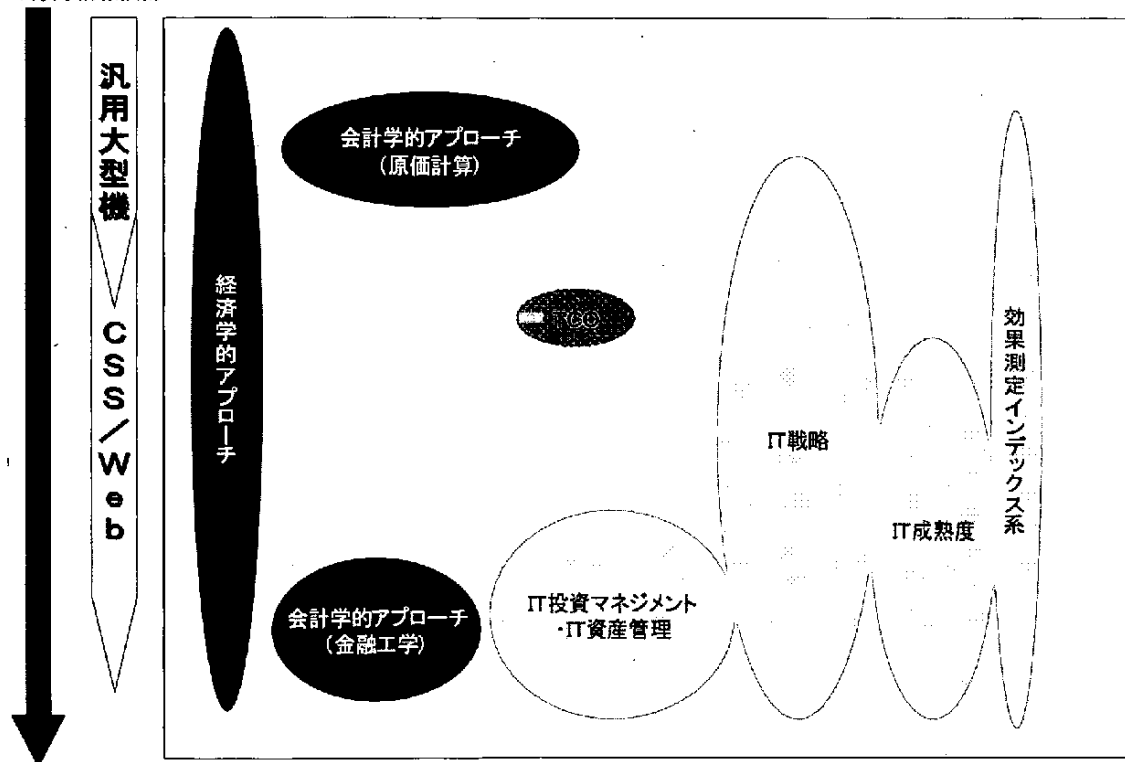 汎用大型機
CSS/Web
経済学的アプローチ
会計学的アプローチ
(原価計算)
TCO
会計学的アプローチ
(金融工学)
IT投資マネジメント
・IT資産管理
IT戦略
IT成熟度
効果測定インデックス系